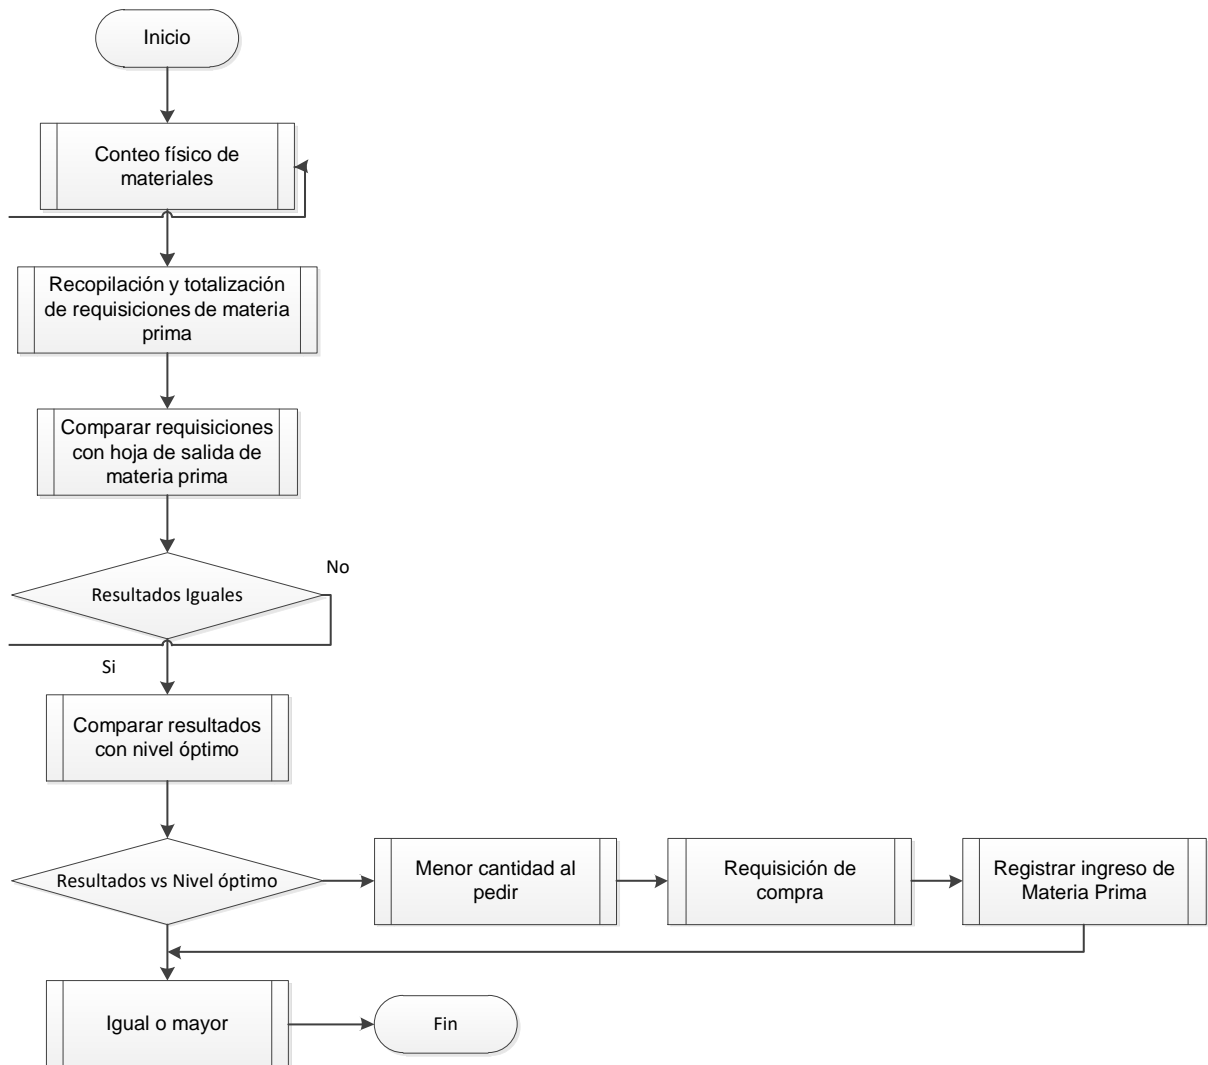 Inicio
Conteo físico de
materiales
Recopilación y totalización
de requisiciones de materia
prima
Comparar requisiciones
con hoja de salida de
materia prima
No
Resultados Iguales
Si
Comparar resultados
con nivel óptimo
Resultados vs Nivel óptimo
Menor cantidad al
pedir
Requisición de
compra
Registrar ingreso de
Materia Prima
Igual o mayor
Fin